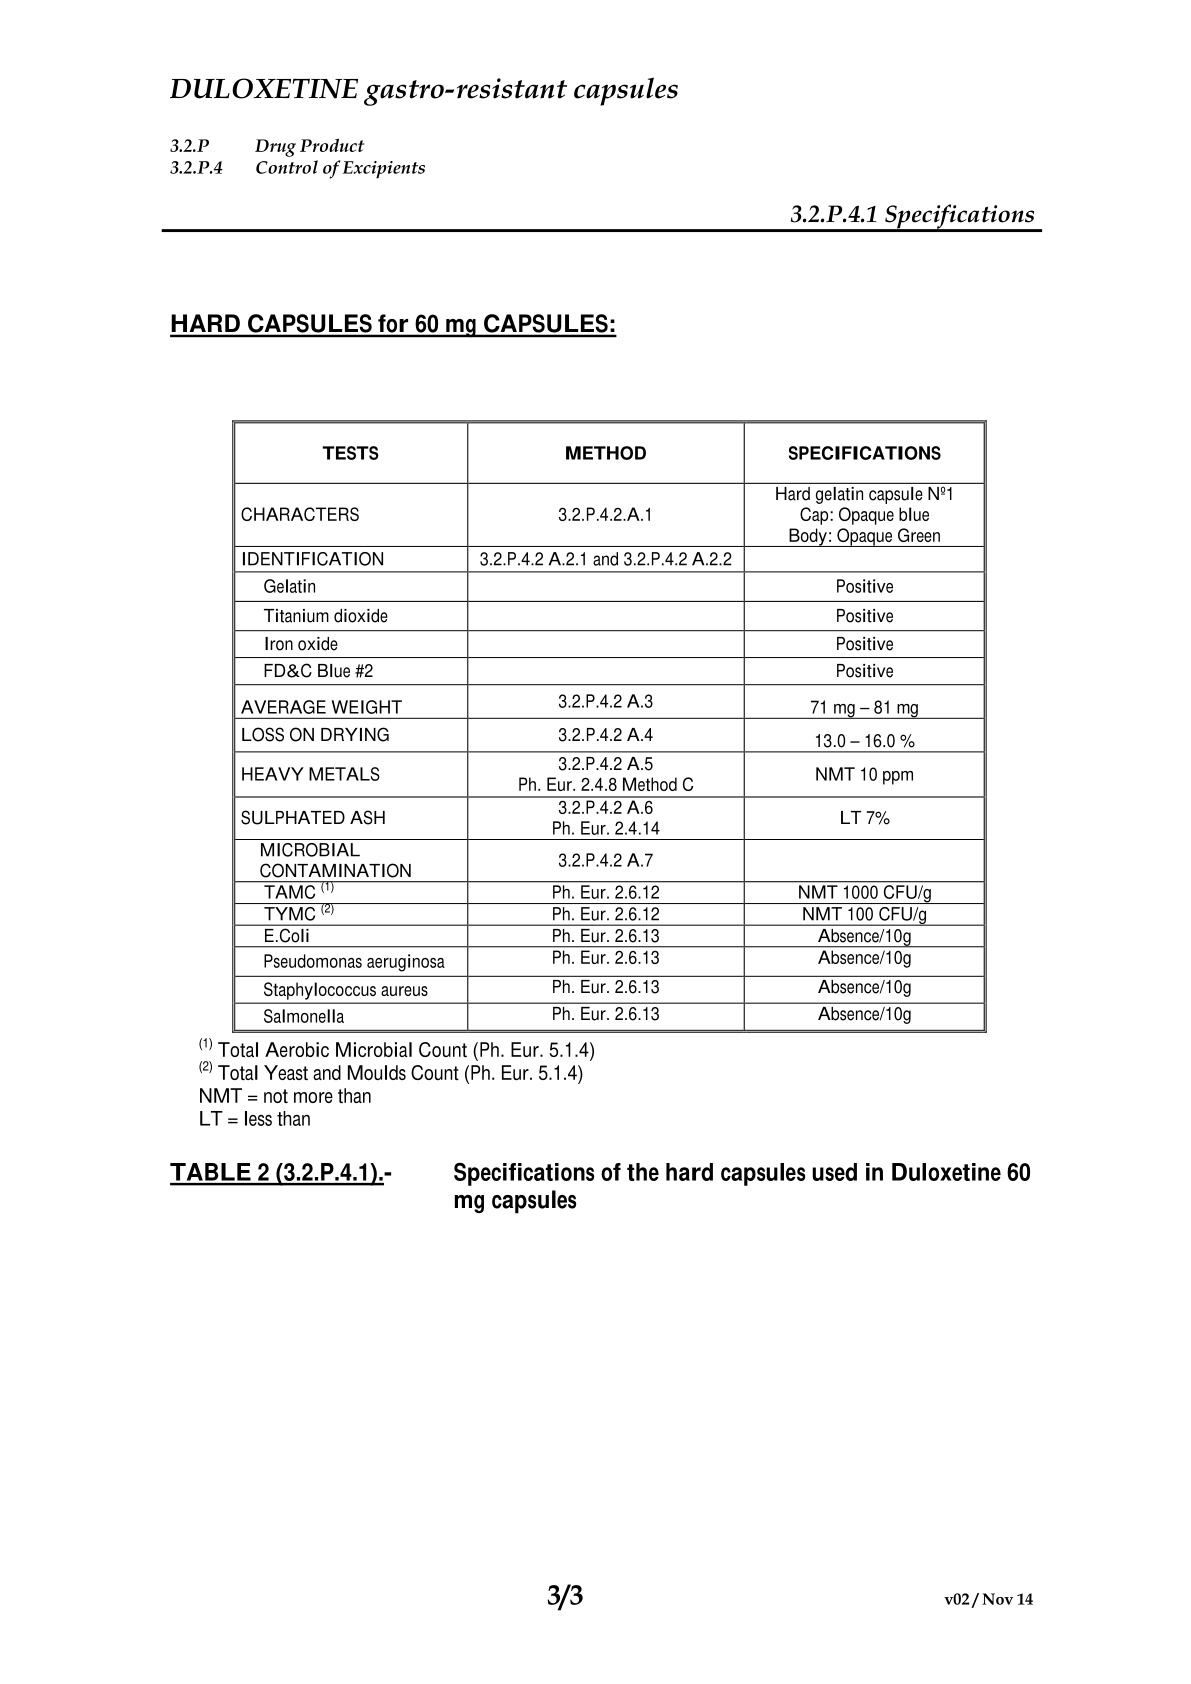 DULOXETINE gastro-resistant capsules
3.2.P Drug Product
3.2.P.4 Control of Excipients
3.2.P.4.1 Specifications
HARD CAPSULES for 60 mg CAPSULES:
TESTS METHOD SPECIFICATIONS
CHARACTERS 3.2.P.4.2.A.1 Hard gelatin capsule Nº1
Cap: Opaque blue
Body: Opaque Green
IDENTIFICATION 3.2.P.4.2 A.2.1 and 3.2.P.4.2 A.2.2
Gelatin Positive
Titanium dioxide Positive
Iron oxide Positive
FD&C Blue #2 Positive
AVERAGE WEIGHT 3.2.P.4.2 A.3 71 mg – 81 mg
LOSS ON DRYING 3.2.P.4.2 A.4 13.0 – 16.0 %
HEAVY METALS 3.2.P.4.2 A.5
Ph. Eur. 2.4.8 Method C NMT 10 ppm
SULPHATED ASH 3.2.P.4.2 A.6
Ph. Eur. 2.4.14 LT 7%
MICROBIAL
CONTAMINATION 3.2.P.4.2 A.7
TAMC (1) Ph. Eur. 2.6.12 NMT 1000 CFU/g
TYMC (2) Ph. Eur. 2.6.12 NMT 100 CFU/g
E.Coli Ph. Eur. 2.6.13 Absence/10g
Pseudomonas aeruginosa Ph. Eur. 2.6.13 Absence/10g
Staphylococcus aureus Ph. Eur. 2.6.13 Absence/10g
Salmonella Ph. Eur. 2.6.13 Absence/10g
(1) Total Aerobic Microbial Count (Ph. Eur. 5.1.4)
(2) Total Yeast and Moulds Count (Ph. Eur. 5.1.4)
NMT = not more than
LT = less than
TABLE 2 (3.2.P.4.1).- Specifications of the hard capsules used in Duloxetine 60
mg capsules
3/3 v02 / Nov 14